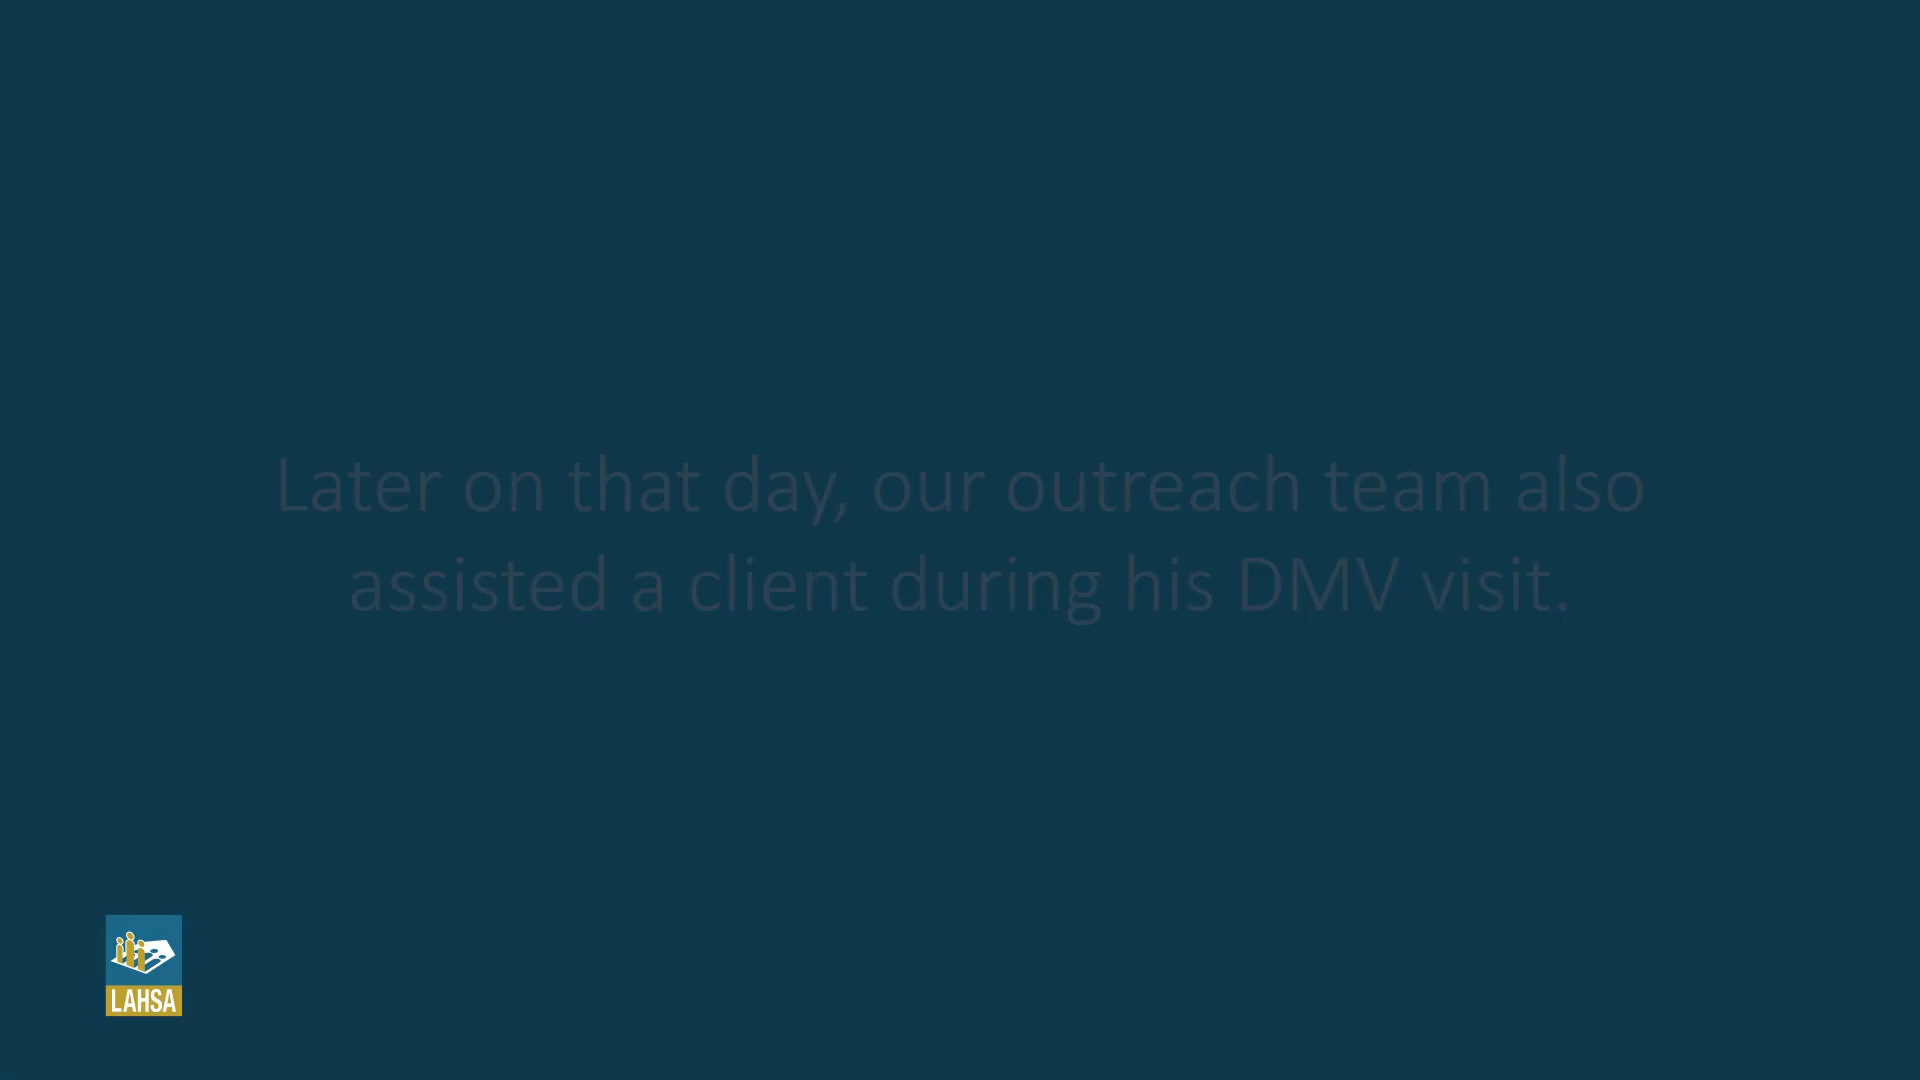 Later on that day, our outreach team also
assisted a client during his DMV visit.
LAHSA